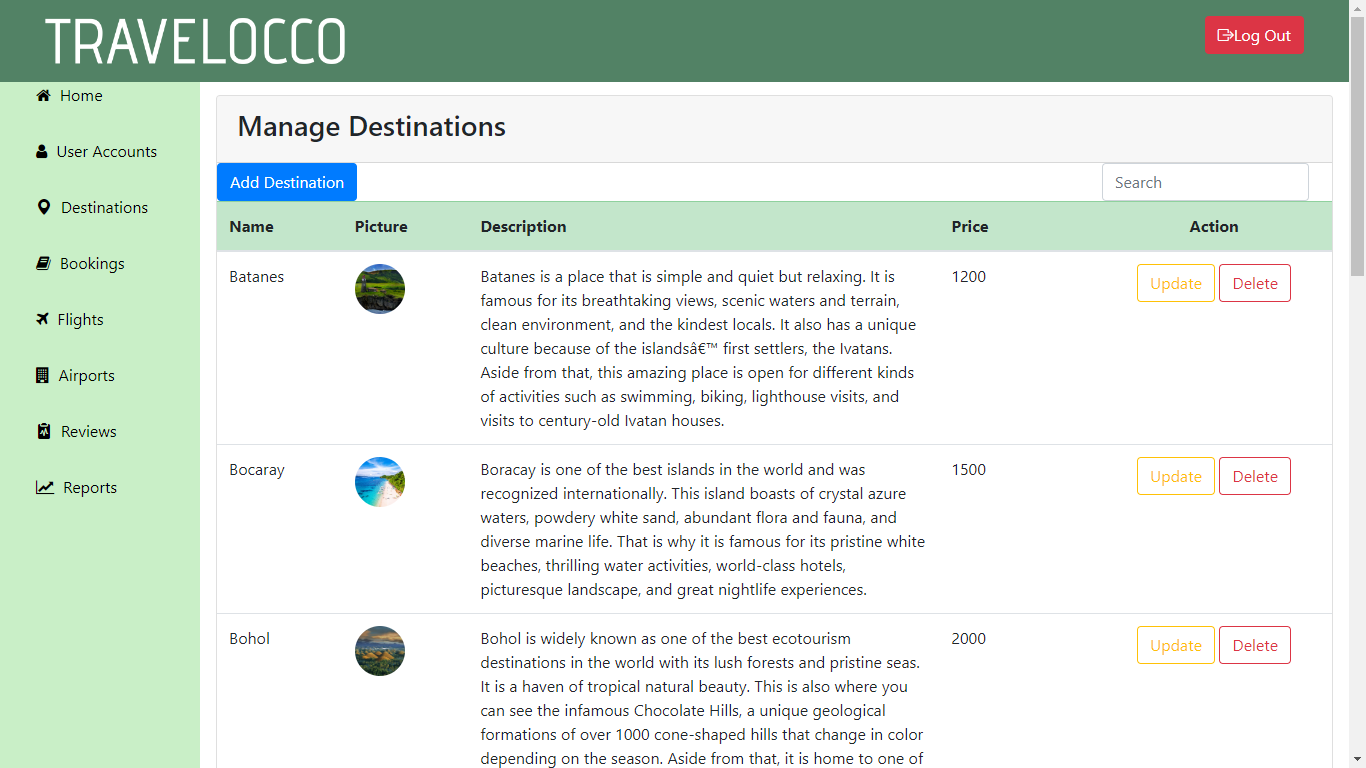 TRAVELOCCO
Log Out
Home
User Accounts
Destinations
Bookings
Flights
Airports
Reviews
Reports
Manage Destinations
Add Destination
Search
Name Picture Description Price Action
Batanes
Batanes is a place that is simple and quiet but relaxing. It is
famous for its breathtaking views, scenic waters and terrain,
clean environment, and the kindest locals. It also has a unique
culture because of the islandsâ€™ first settlers, the Ivatans.
Aside from that, this amazing place is open for different kinds
of activities such as swimming, biking, lighthouse visits, and
visits to century-old Ivatan houses.
1200
Update Delete
Bocaray
Boracay is one of the best islands in the world and was
recognized internationally. This island boasts of crystal azure
waters, powdery white sand, abundant flora and fauna, and
diverse marine life. That is why it is famous for its pristine white
beaches, thrilling water activities, world-class hotels,
picturesque landscape, and great nightlife experiences.
1500
Update Delete
Bohol
Bohol is widely known as one of the best ecotourism
destinations in the world with its lush forests and pristine seas.
It is a haven of tropical natural beauty. This is also where you
can see the infamous Chocolate Hills, a unique geological
formations of over 1000 cone-shaped hills that change in color
depending on the season. Aside from that, it is home to one of
2000
Update Delete